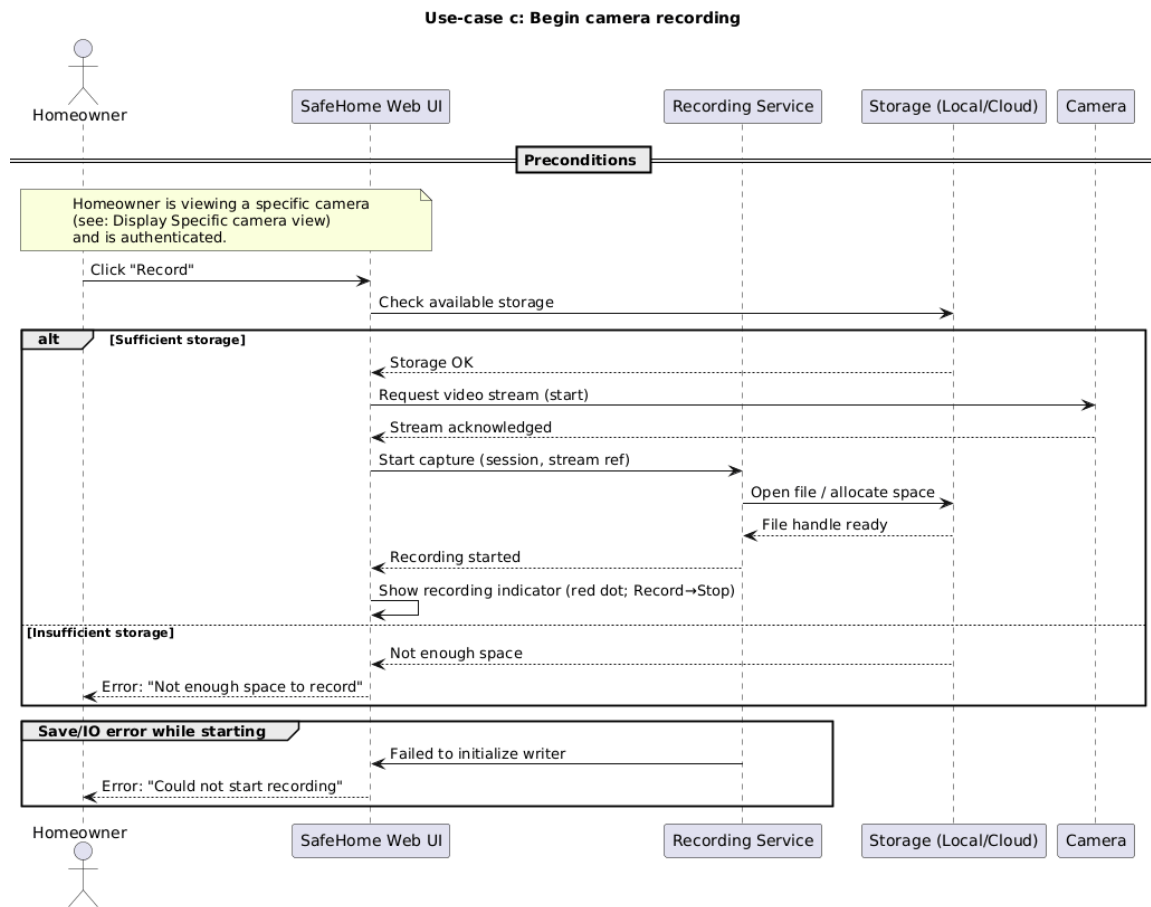 Use-case c: Begin camera recording
Homeowner
SafeHome Web UI
Recording Service
Storage (Local/Cloud)
Camera
Preconditions
Homeowner is viewing a specific camera
(see: Display Specific camera view)
and is authenticated.
Click "Record"
Check available storage
alt
[Sufficient storage]
Storage OK
Request video stream (start)
Stream acknowledged
Start capture (session, stream ref)
Open file / allocate space
File handle ready
Recording started
Show recording indicator (red dot; Record→Stop)
[Insufficient storage]
Not enough space
Error: "Not enough space to record"
Save/IO error while starting
Failed to initialize writer
Error: "Could not start recording"
Homeowner
SafeHome Web UI
Recording Service
Storage (Local/Cloud)
Camera